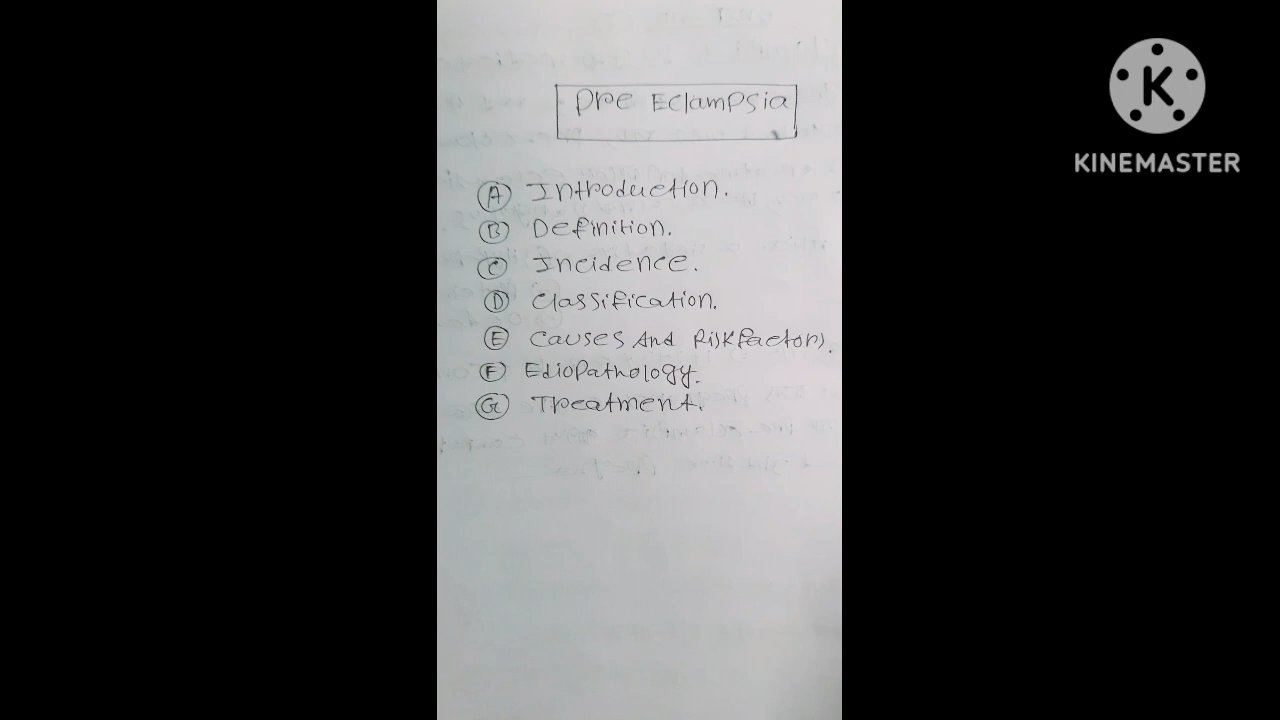 Pre Eclampsia
A Introduction.
B Definition.
C Incidence.
D Classification.
E Causes And Riskfactors.
F Ediopathology.
G Treatment.
K
KINEMASTER